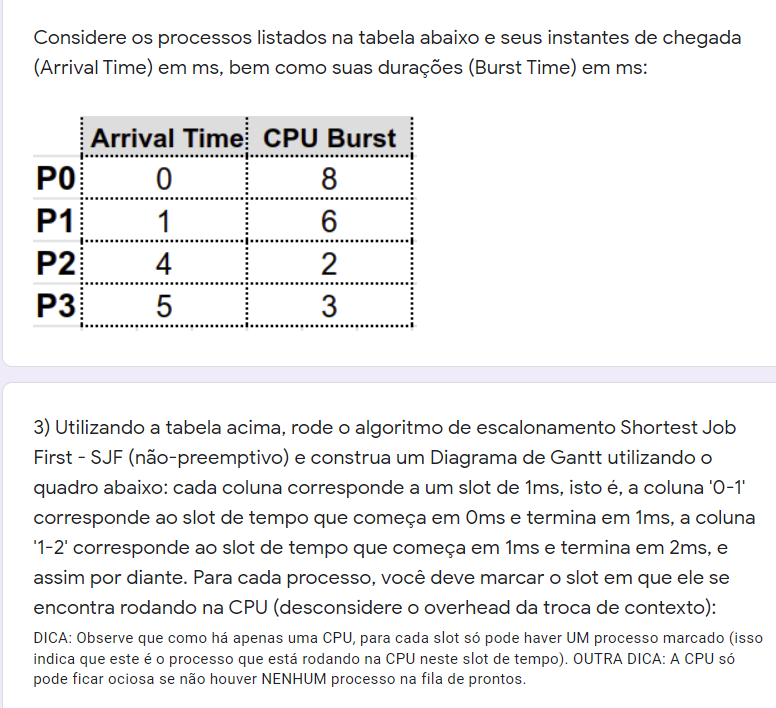 Considere os processos listados na tabela abaixo e seus instantes de chegada
(Arrival Time) em ms, bem como suas durações (Burst Time) em ms:
Arrival Time CPU Burst
P0 0 8
P1 1 6
P2 4 2
P3 5 3
3) Utilizando a tabela acima, rode o algoritmo de escalonamento Shortest Job
First - SJF (não-preemptivo) e construa um Diagrama de Gantt utilizando o
quadro abaixo: cada coluna corresponde a um slot de 1ms, isto é, a coluna '0-1'
corresponde ao slot de tempo que começa em 0ms e termina em 1ms, a coluna
'1-2' corresponde ao slot de tempo que começa em 1ms e termina em 2ms, e
assim por diante. Para cada processo, você deve marcar o slot em que ele se
encontra rodando na CPU (desconsidere o overhead da troca de contexto):
DICA: Observe que como há apenas uma CPU, para cada slot só pode haver UM processo marcado (isso
indica que este é o processo que está rodando na CPU neste slot de tempo). OUTRA DICA: A CPU só
pode ficar ociosa se não houver NENHUM processo na fila de prontos.